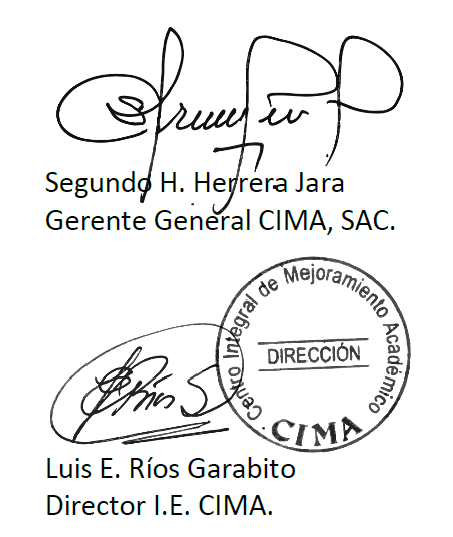 Segundo H. Herrera Jara
Gerente General CIMA, SAC.
Centro Integral de Mejoramiento Académico
DIRECCIÓN
CIMA
Luis E. Ríos Garabito
Director I.E. CIMA.